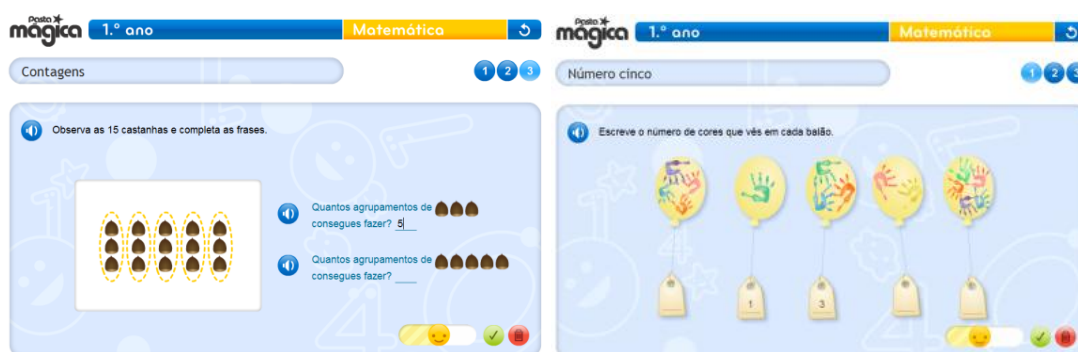 Pasta mágica 1.º ano Matemática
Contagens 1 2 3
Observa as 15 castanhas e completa as frases.
Quantos agrupamentos de
consegues fazer? 5
Quantos agrupamentos de
consegues fazer? ____
Pasta mágica 1.º ano Matemática
Número cinco 1 2 3
Escreve o número de cores que vês em cada balão.
1 3